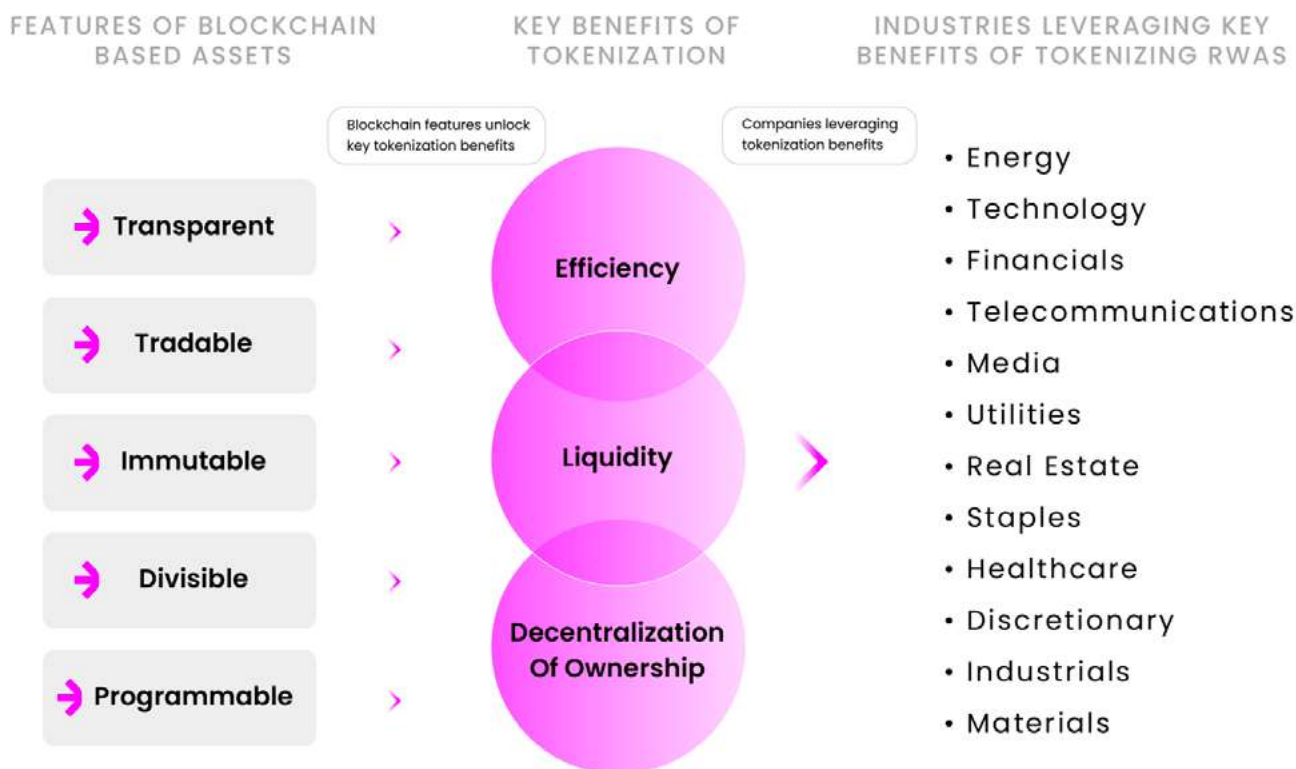 FEATURES OF BLOCKCHAIN
BASED ASSETS
KEY BENEFITS OF
TOKENIZATION
INDUSTRIES LEVERAGING KEY
BENEFITS OF TOKENIZING RWAS
Blockchain features unlock
key tokenization benefits
Companies leveraging
tokenization benefits
Transparent
Tradable
Immutable
Divisible
Programmable
Efficiency
Liquidity
Decentralization
Of Ownership
• Energy
• Technology
• Financials
• Telecommunications
• Media
• Utilities
• Real Estate
• Staples
• Healthcare
• Discretionary
• Industrials
• Materials